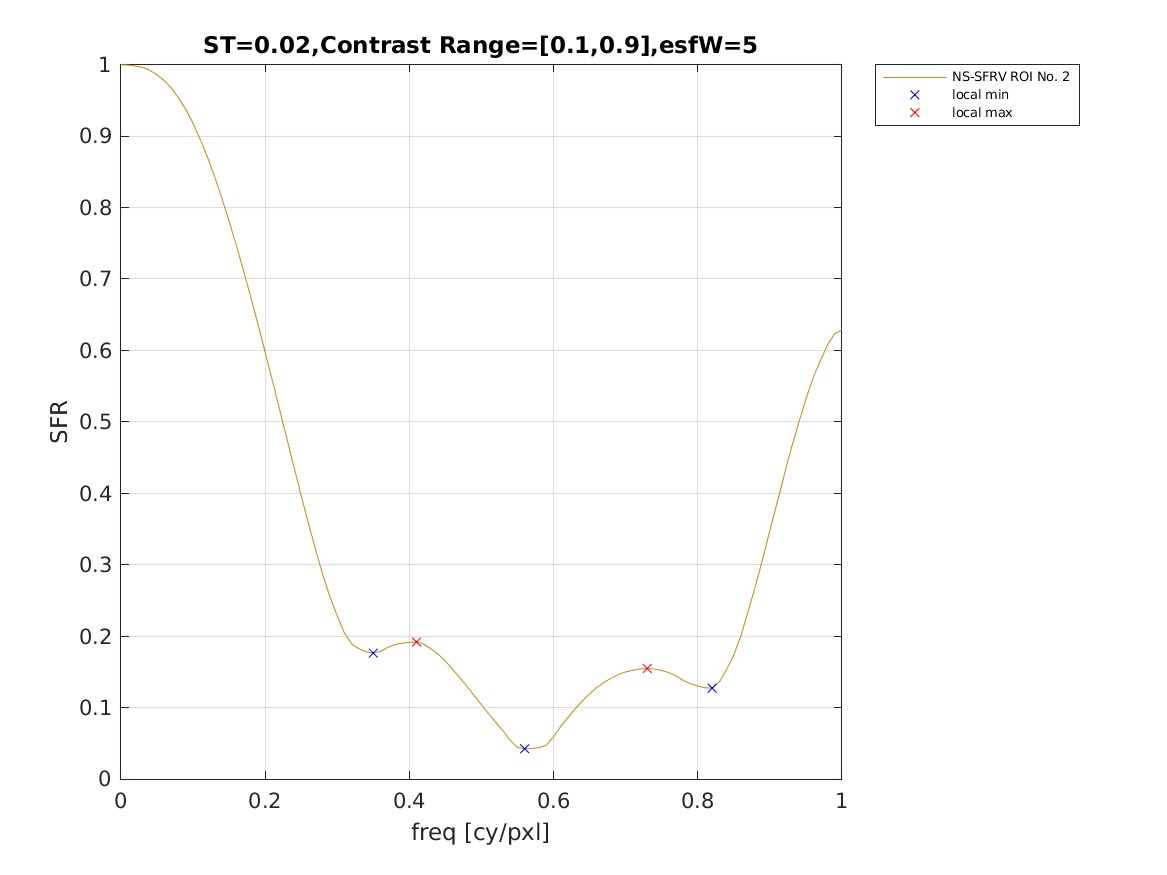 ST=0.02,Contrast Range=[0.1,0.9],esfW=5
NS-SFRV ROI No. 2
local min
local max
1
0.9
0.8
0.7
0.6
0.5
0.4
0.3
0.2
0.1
0
SFR
0
0.2
0.4
0.6
0.8
1
freq [cy/pxl]